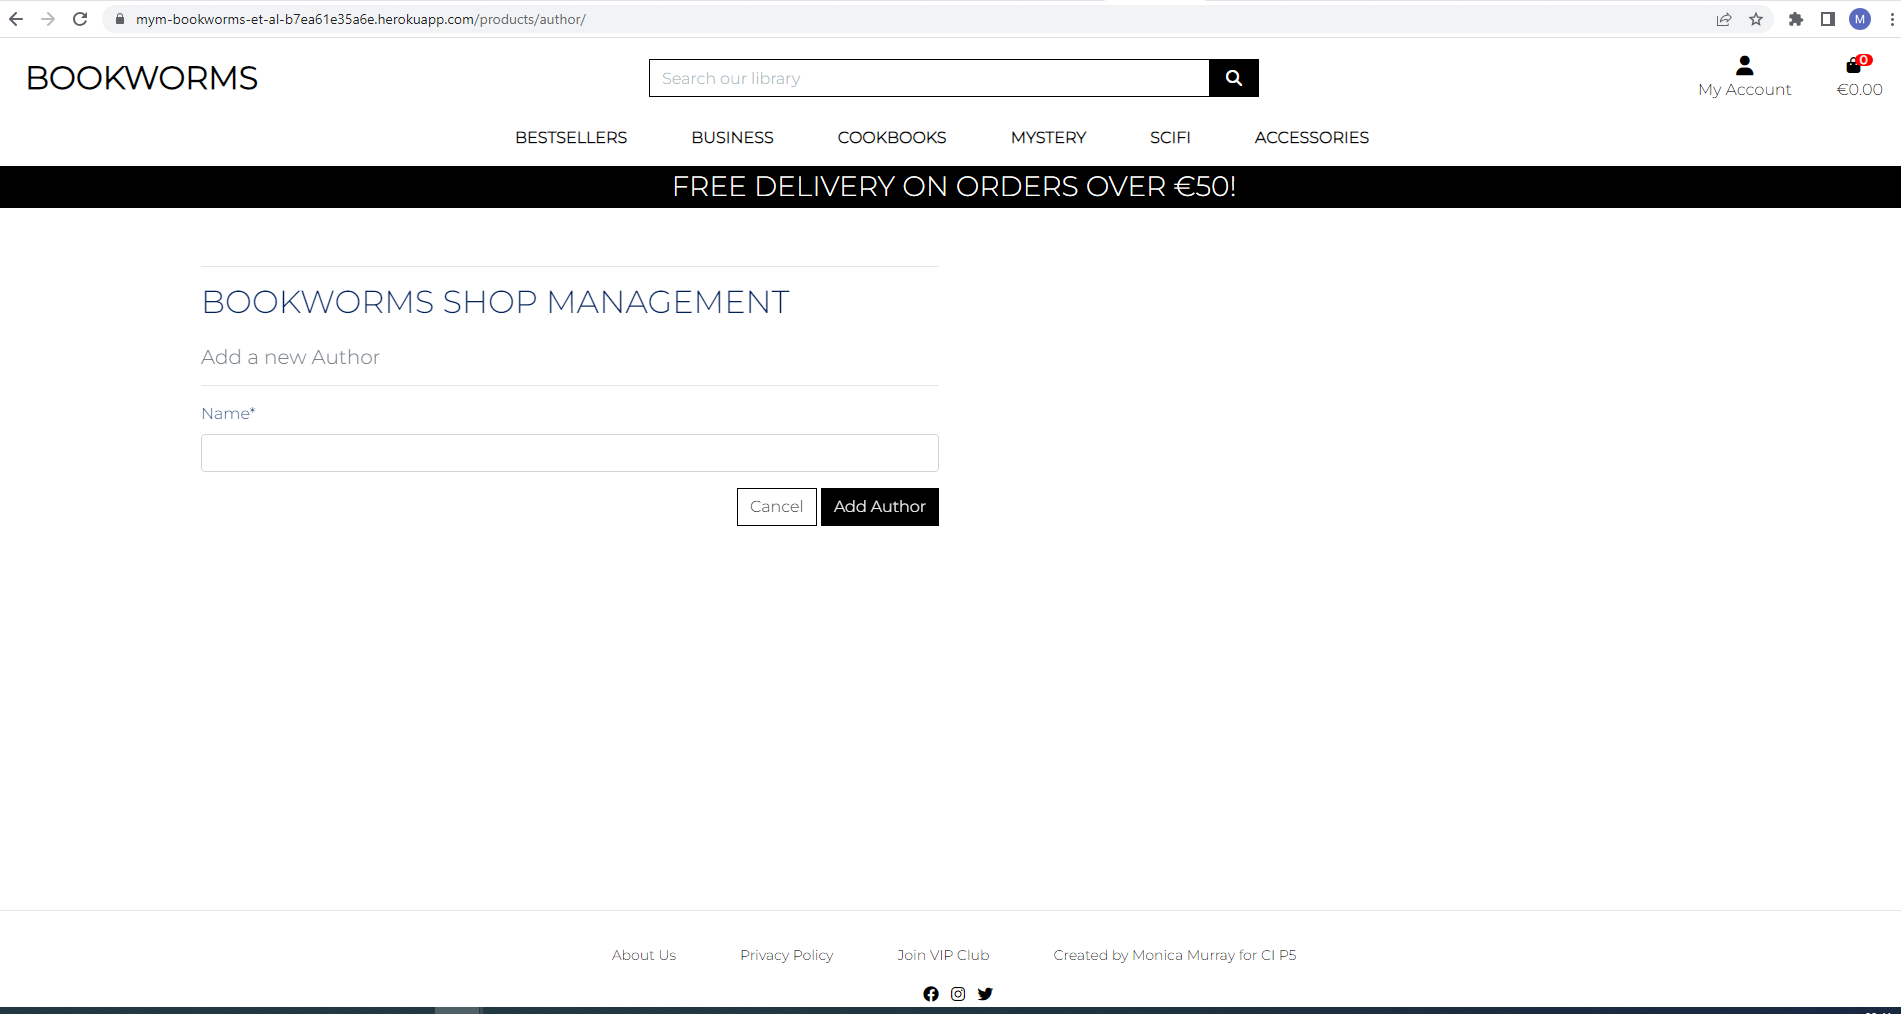 mym-bookworms-et-al-b7ea61e35a6e.herokuapp.com/products/author/
M
BOOKWORMS
Search our library
0
My Account
€0.00
BESTSELLERS BUSINESS COOKBOOKS MYSTERY SCIFI ACCESSORIES
FREE DELIVERY ON ORDERS OVER €50!
BOOKWORMS SHOP MANAGEMENT
Add a new Author
Name*
Cancel Add Author
About Us Privacy Policy Join VIP Club Created by Monica Murray for CI P5